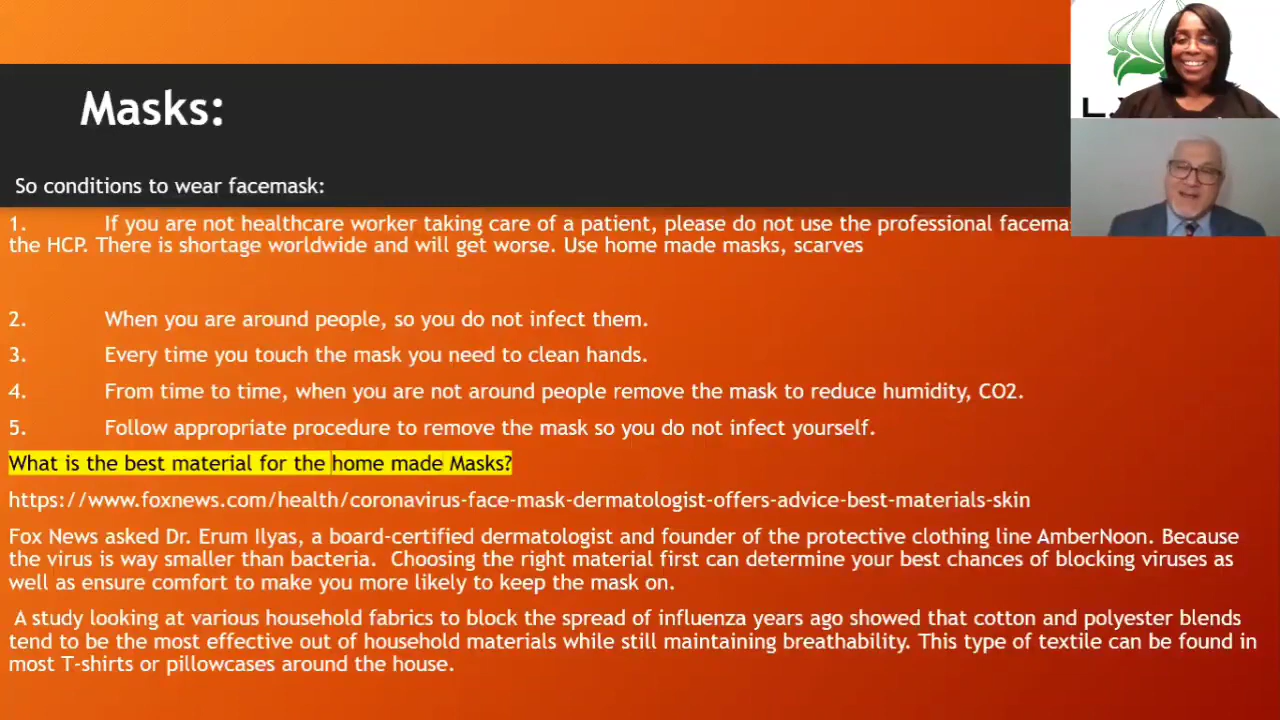 Masks:
So conditions to wear facemask:
1. If you are not healthcare worker taking care of a patient, please do not use the professional
the HCP. There is shortage worldwide and will get worse. Use home made masks, scarves
2. When you are around people, so you do not infect them.
3. Every time you touch the mask you need to clean hands.
4. From time to time, when you are not around people remove the mask to reduce humidity, CO2.
5. Follow appropriate procedure to remove the mask so you do not infect yourself.
What is the best material for the home made Masks?
https://www.foxnews.com/health/coronavirus-face-mask-dermatologist-offers-advice-best-materials-skin
Fox News asked Dr. Erum Ilyas, a board-certified dermatologist and founder of the protective clothing line AmberNoon. Because
the virus is way smaller than bacteria.  Choosing the right material first can determine your best chances of blocking viruses as
well as ensure comfort to make you more likely to keep the mask on.
A study looking at various household fabrics to block the spread of influenza years ago showed that cotton and polyester blends
tend to be the most effective out of household materials while still maintaining breathability. This type of textile can be found in
most T-shirts or pillowcases around the house.